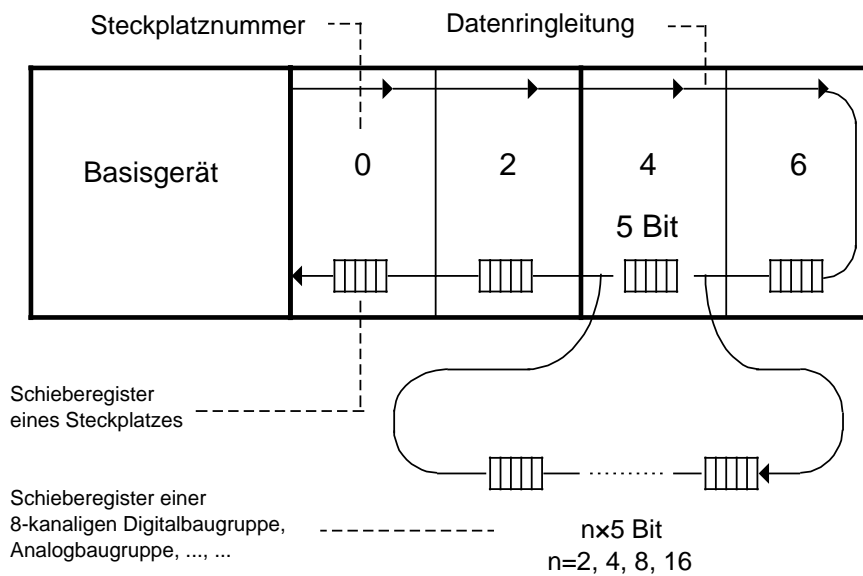 Steckplatznummer
Datenringleitung
Basisgerät
0
2
4
6
5 Bit
Schieberegister
eines Steckplatzes
Schieberegister einer
8-kanaligen Digitalbaugruppe,
Analogbaugruppe, ..., ...
n×5 Bit
n=2, 4, 8, 16